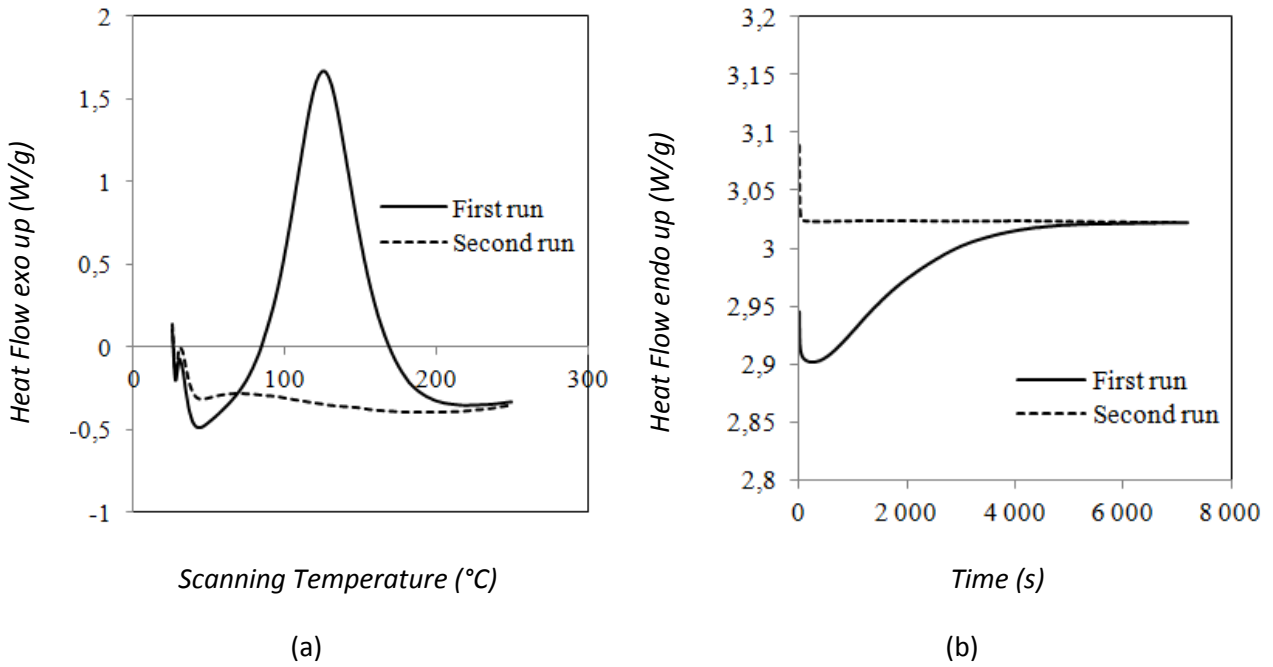 Heat Flow exo up (W/g)
2
1,5
1
0,5
0
-0,5
-1
0
100
200
300
First run
Second run
Scanning Temperature (°C)
(a)
Heat Flow endo up (W/g)
3,2
3,15
3,1
3,05
3
2,95
2,9
2,85
2,8
0
2 000
4 000
6 000
8 000
First run
Second run
Time (s)
(b)